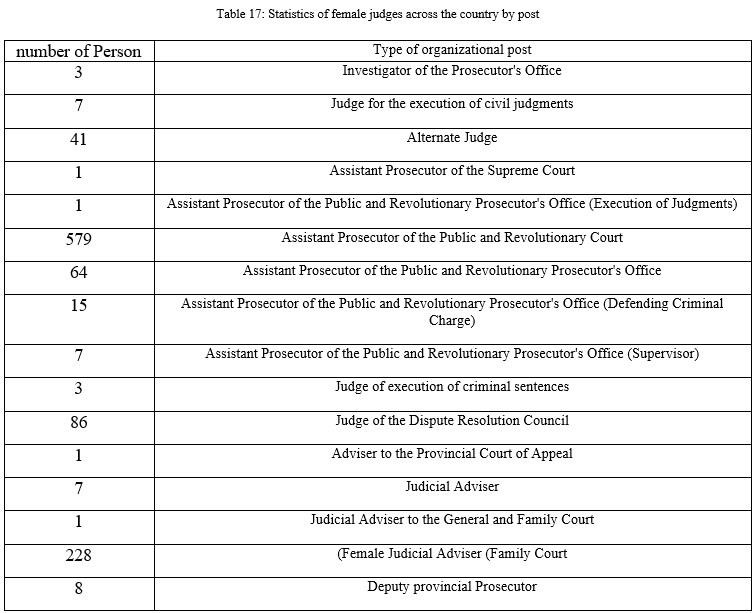 Table 17: Statistics of female judges across the country by post
number of Person Type of organizational post
3 Investigator of the Prosecutor's Office
7 Judge for the execution of civil judgments
41 Alternate Judge
1 Assistant Prosecutor of the Supreme Court
1 Assistant Prosecutor of the Public and Revolutionary Prosecutor's Office (Execution of Judgments)
579 Assistant Prosecutor of the Public and Revolutionary Court
64 Assistant Prosecutor of the Public and Revolutionary Prosecutor's Office
15 Assistant Prosecutor of the Public and Revolutionary Prosecutor's Office (Defending Criminal
Charge)
7 Assistant Prosecutor of the Public and Revolutionary Prosecutor's Office (Supervisor)
3 Judge of execution of criminal sentences
86 Judge of the Dispute Resolution Council
1 Adviser to the Provincial Court of Appeal
7 Judicial Adviser
1 Judicial Adviser to the General and Family Court
228 (Female Judicial Adviser (Family Court
8 Deputy provincial Prosecutor